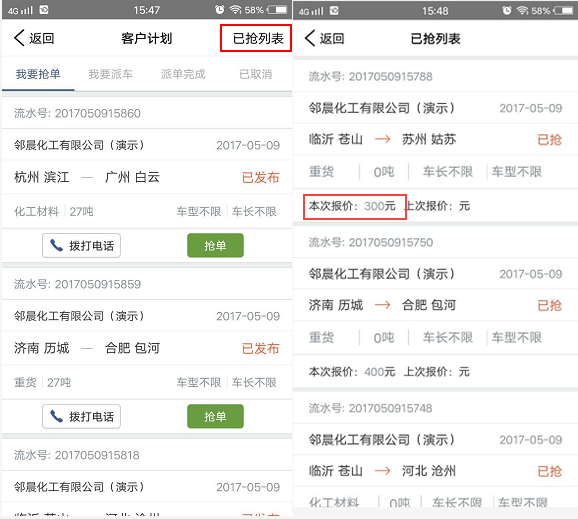 4G 15:47 58%
返回 客户计划 已抢列表
我要抢单 我要派车 派单完成 已取消
流水号: 2017050915860
邻晨化工有限公司（演示） 2017-05-09
杭州 滨江 — 广州 白云 已发布
化工材料 27吨 车型不限 车长不限
拨打电话 抢单
流水号: 2017050915859
邻晨化工有限公司（演示） 2017-05-09
济南 历城 — 合肥 包河 已发布
重货 27吨 车型不限 车长不限
拨打电话 抢单
流水号: 2017050915818
邻晨化工有限公司（演示） 2017-05-09
临沂 苍山 — 河北 沧州 已发布
4G 15:48 58%
返回 已抢列表
流水号: 2017050915788
邻晨化工有限公司（演示） 2017-05-09
临沂 苍山 → 苏州 姑苏 已抢
重货 0吨 车长不限 车型不限
本次报价: 300元 上次报价: 元
流水号: 2017050915750
邻晨化工有限公司（演示） 2017-05-09
济南 历城 → 合肥 包河 已抢
重货 0吨 车长不限 车型不限
本次报价: 400元 上次报价: 元
流水号: 2017050915748
邻晨化工有限公司（演示） 2017-05-09
临沂 苍山 → 河北 沧州 已抢
化工材料 0吨 车长不限 车型不限